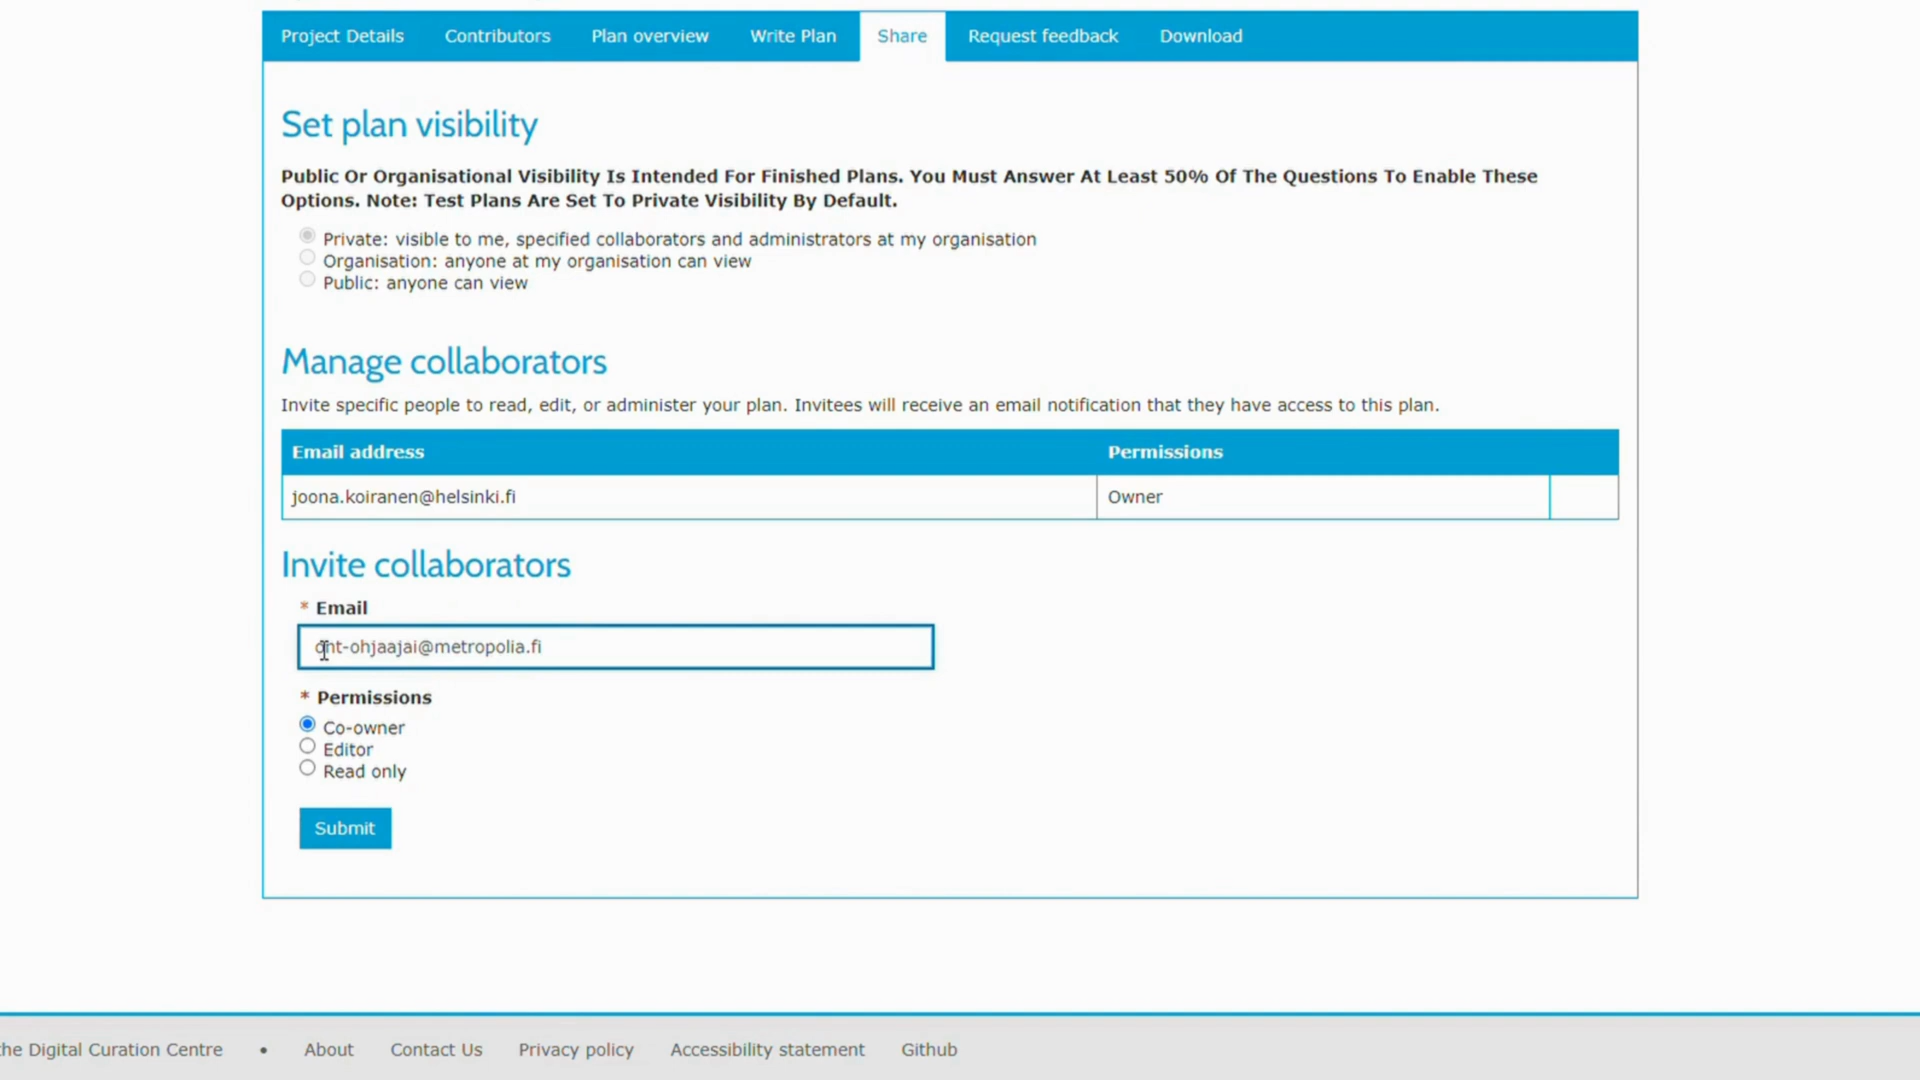 Project Details Contributors Plan overview Write Plan Share Request feedback Download
Set plan visibility
Public Or Organisational Visibility Is Intended For Finished Plans. You Must Answer At Least 50% Of The Questions To Enable These
Options. Note: Test Plans Are Set To Private Visibility By Default.
Private: visible to me, specified collaborators and administrators at my organisation
Organisation: anyone at my organisation can view
Public: anyone can view
Manage collaborators
Invite specific people to read, edit, or administer your plan. Invitees will receive an email notification that they have access to this plan.
Email address Permissions
joona.koiranen@helsinki.fi Owner
Invite collaborators
* Email
ont-ohjaajai@metropolia.fi
* Permissions
Co-owner
Editor
Read only
Submit
the Digital Curation Centre • About Contact Us Privacy policy Accessibility statement Github